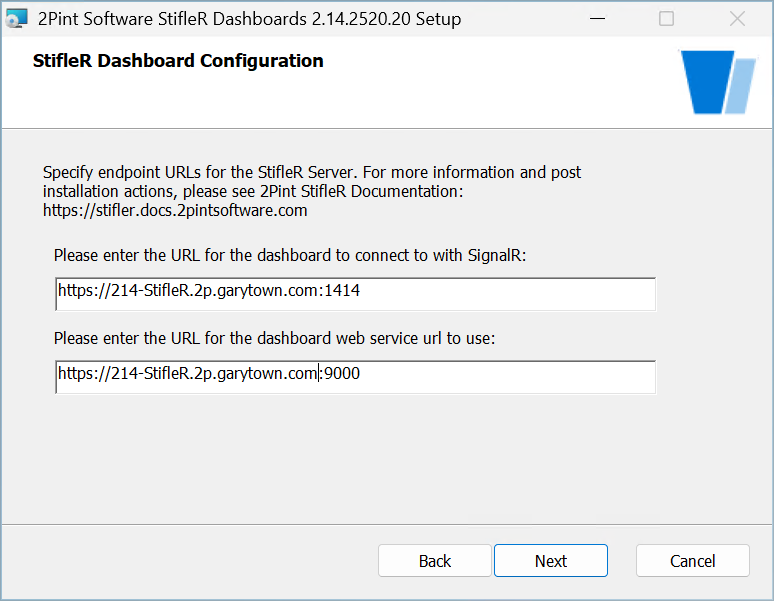 2Pint Software StifleR Dashboards 2.14.2520.20 Setup
StifleR Dashboard Configuration
Specify endpoint URLs for the StifleR Server. For more information and post
installation actions, please see 2Pint StifleR Documentation:
https://stifler.docs.2pintsoftware.com
Please enter the URL for the dashboard to connect to with SignalR:
https://214-StifleR.2p.garytown.com:1414
Please enter the URL for the dashboard web service url to use:
https://214-StifleR.2p.garytown.com:9000
Back
Next
Cancel